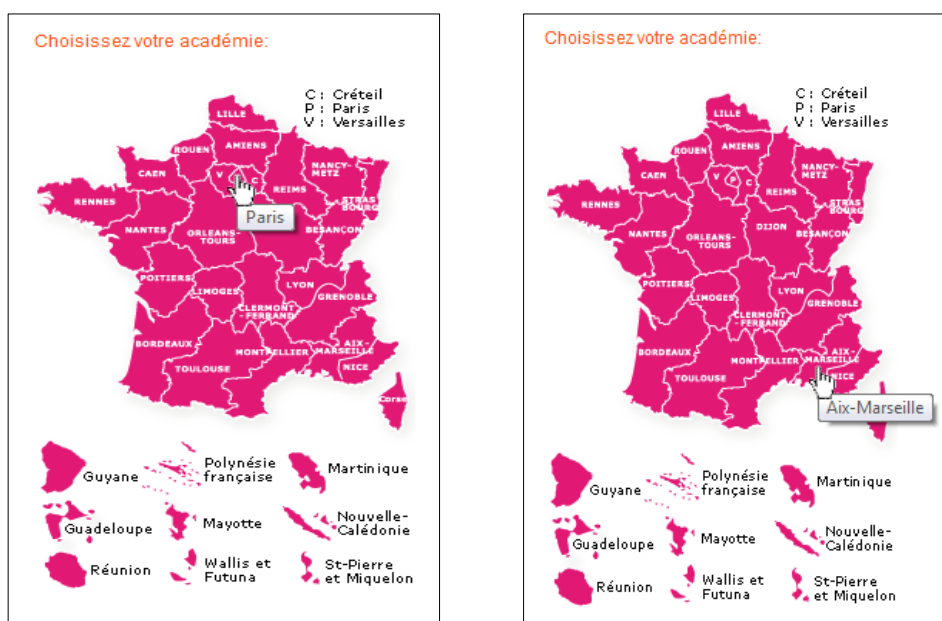 Choisissez votre académie:
C : Créteil
P : Paris
V : Versailles
LILLE
AMIENS
ROUEN
CAEN
NANCY-
METZ
V
C
REIMS
RENNES
STRAS
BOURG
Paris
NANTES
ORLEANS-
TOURS
BESANÇON
POITIERS
LIMOGES
LYON
GRENOBLE
CLERMONT
-FERRAND
BORDEAUX
MONTPELLIER
AIX-
MARSEILLE
TOULOUSE
NICE
Corse
Guyane
Polynésie
française
Martinique
Guadeloupe
Mayotte
Nouvelle-
Calédonie
Réunion
Wallis et
Futuna
St-Pierre
et Miquelon
Choisissez votre académie:
C : Créteil
P : Paris
V : Versailles
LILLE
AMIENS
ROUEN
CAEN
NANCY-
METZ
V
P
C
REIMS
RENNES
STRAS
BOURG
NANTES
ORLEANS-
TOURS
DIJON
BESANÇON
POITIERS
LIMOGES
LYON
GRENOBLE
CLERMONT
-FERRAND
BORDEAUX
MONTPELLIER
AIX-
MARSEILLE
TOULOUSE
NICE
Aix-Marseille
Guyane
Polynésie
française
Martinique
Guadeloupe
Mayotte
Nouvelle-
Calédonie
Réunion
Wallis et
Futuna
St-Pierre
et Miquelon